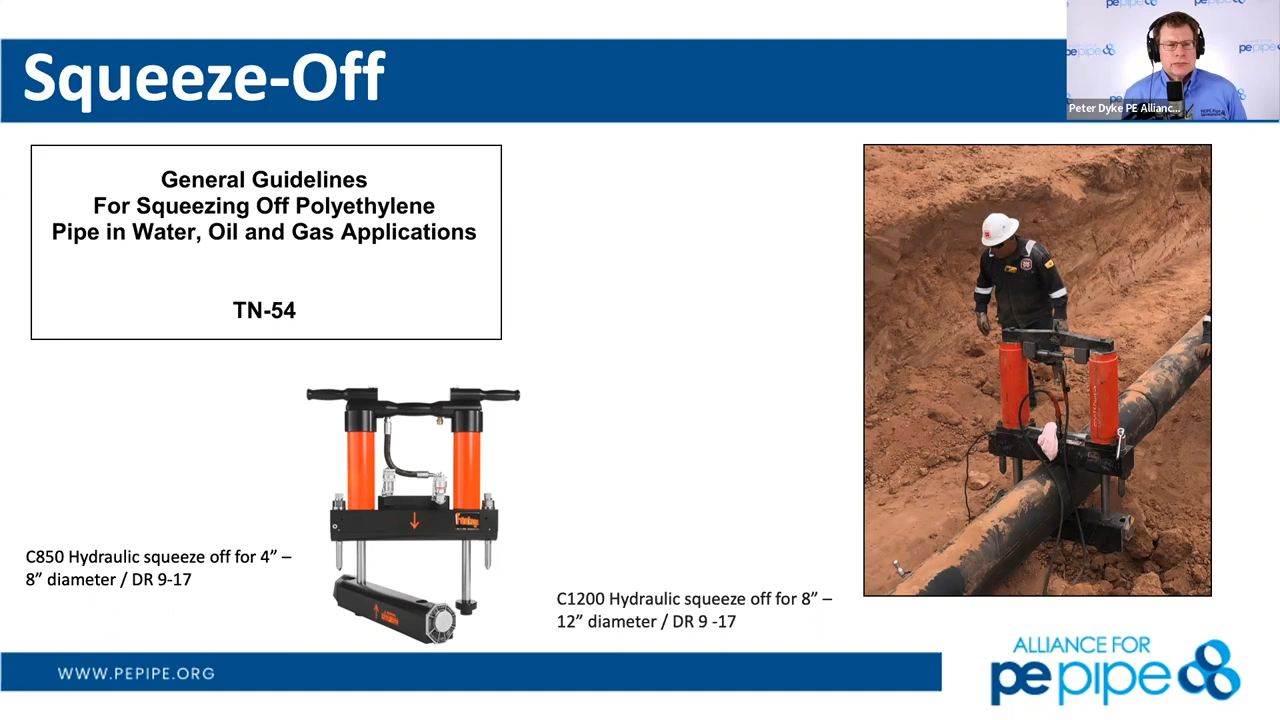 Squeeze-Off
Peter Dyke PE Allianc...
General Guidelines
For Squeezing Off Polyethylene
Pipe in Water, Oil and Gas Applications
TN-54
C850 Hydraulic squeeze off for 4” –
8” diameter / DR 9-17
C1200 Hydraulic squeeze off for 8” –
12” diameter / DR 9 -17
WWW.PEPIPE.ORG
ALLIANCE FOR
pepipe